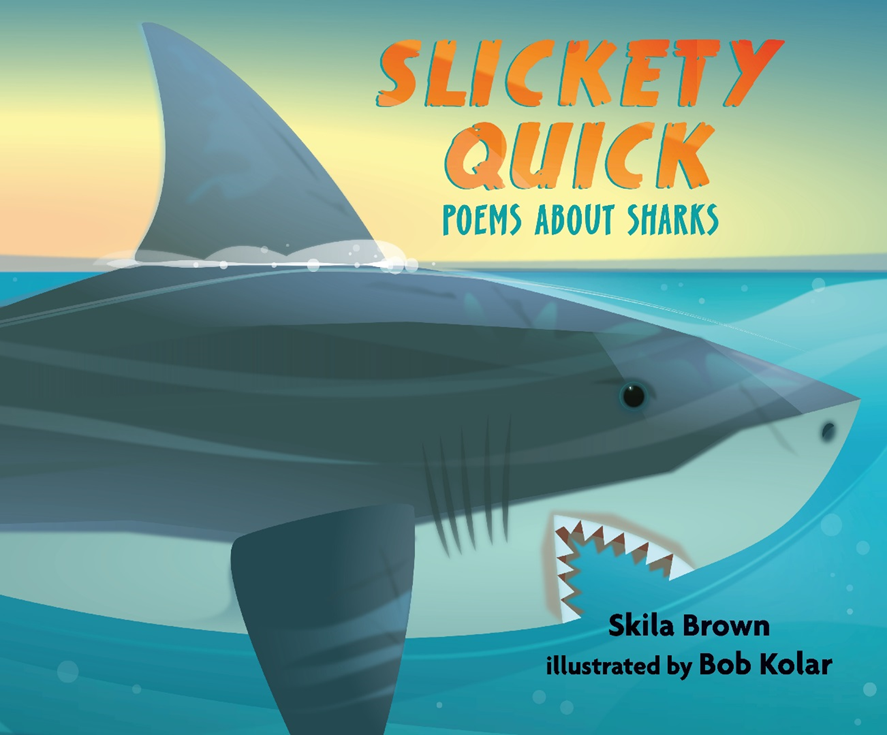 SLICKETY
QUICK
POEMS ABOUT SHARKS
Skila Brown
illustrated by Bob Kolar